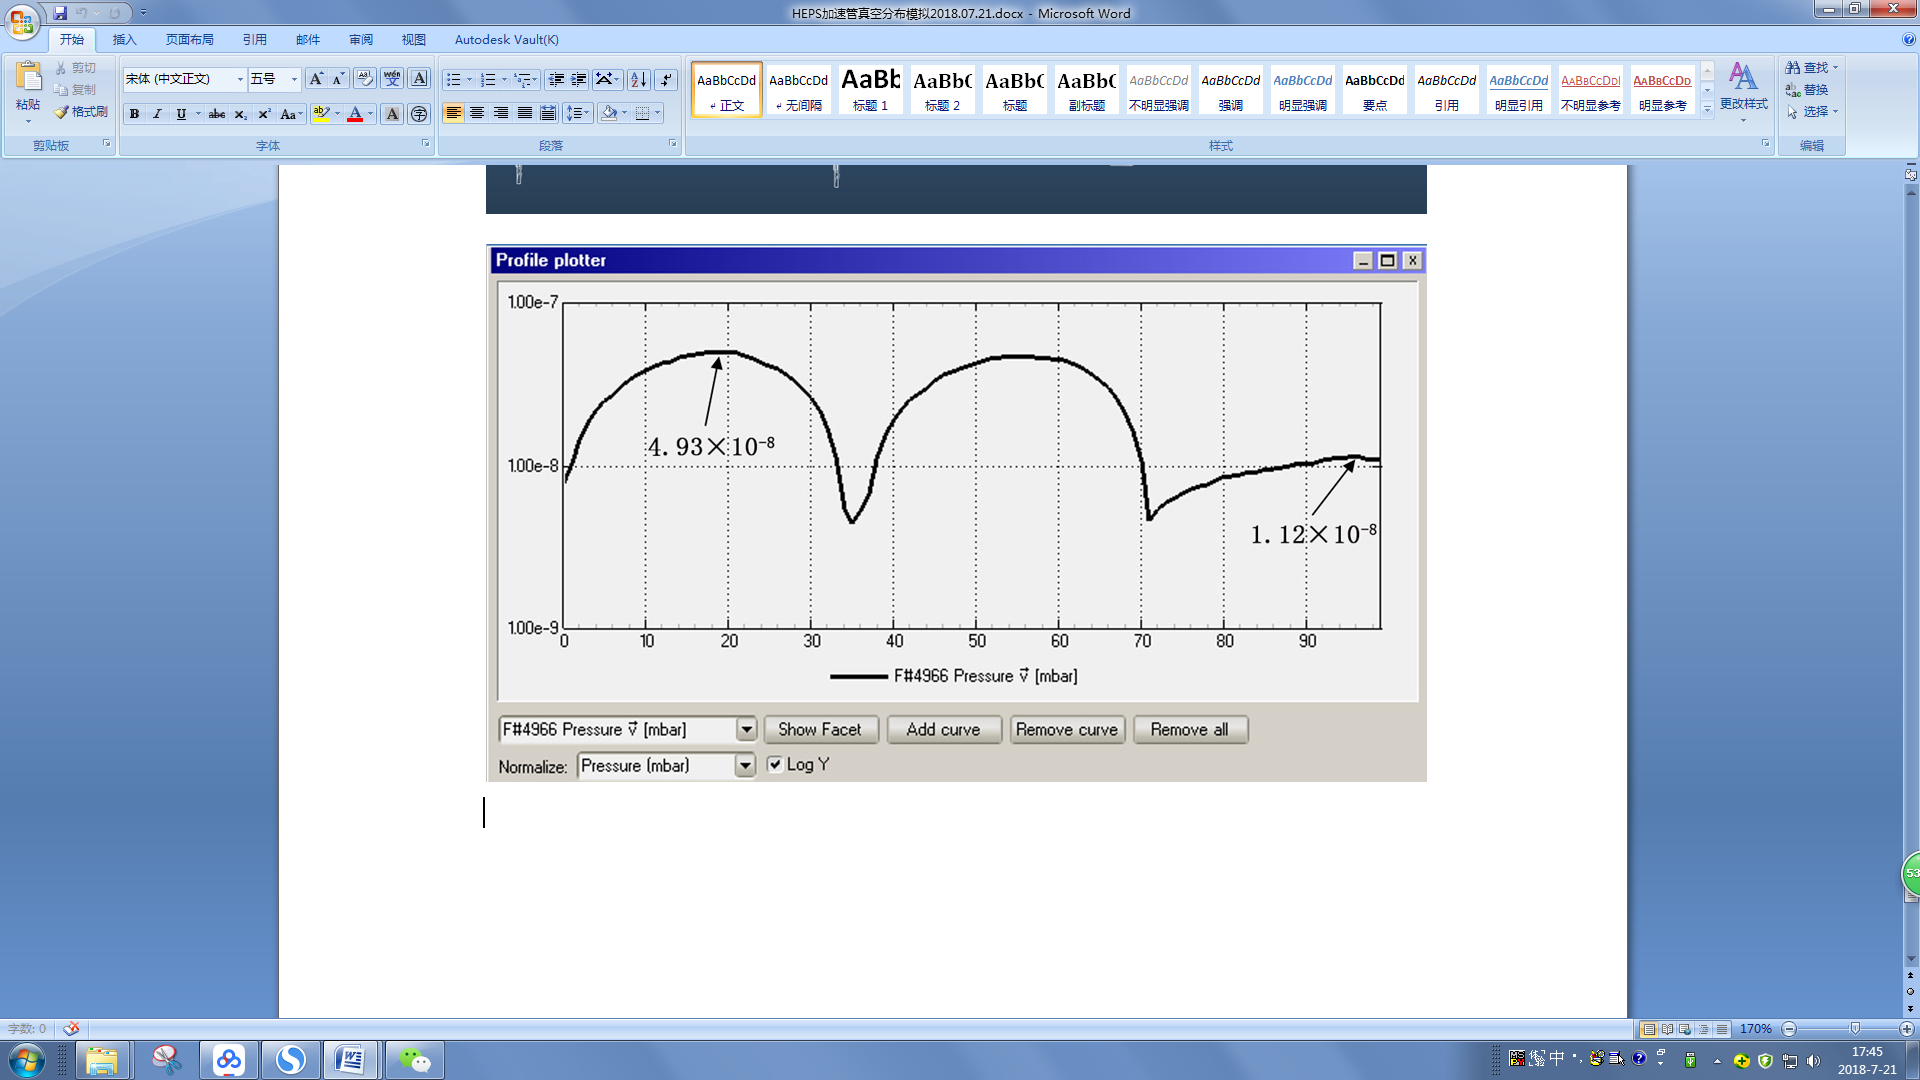 HEPS加速管真空分布模拟2018.07.21.docx - Microsoft Word
开始 插入 页面布局 引用 邮件 审阅 视图 Autodesk Vault(K)
粘贴
剪切
复制
格式刷
剪贴板
宋体 (中文正文) 五号
字体
段落
AaBbCcDd AaBbCcDd AaBb AaBbC AaBbC AaBbC AaBbCcDd AaBbCcDd AaBbCcDd AaBbCcDd AaBbCcDd AaBbCcDd AaBbCcDd AaBbCcDd
正文 无间隔 标题 1 标题 2 标题 副标题 不明显强调 强调 明显强调 要点 引用 明显引用 不明显参考 明显参考
更改样式
样式
查找
替换
选择
编辑
Profile plotter
1.00e-7
1.00e-8
1.00e-9
4.93×10⁻⁸
1.12×10⁻⁸
0 10 20 30 40 50 60 70 80 90
F#4966 Pressure v⃗ [mbar]
F#4966 Pressure v⃗ [mbar] Show Facet Add curve Remove curve Remove all
Normalize: Pressure (mbar) Log Y
53
字数: 0
170%
中
17:45
2018-7-21